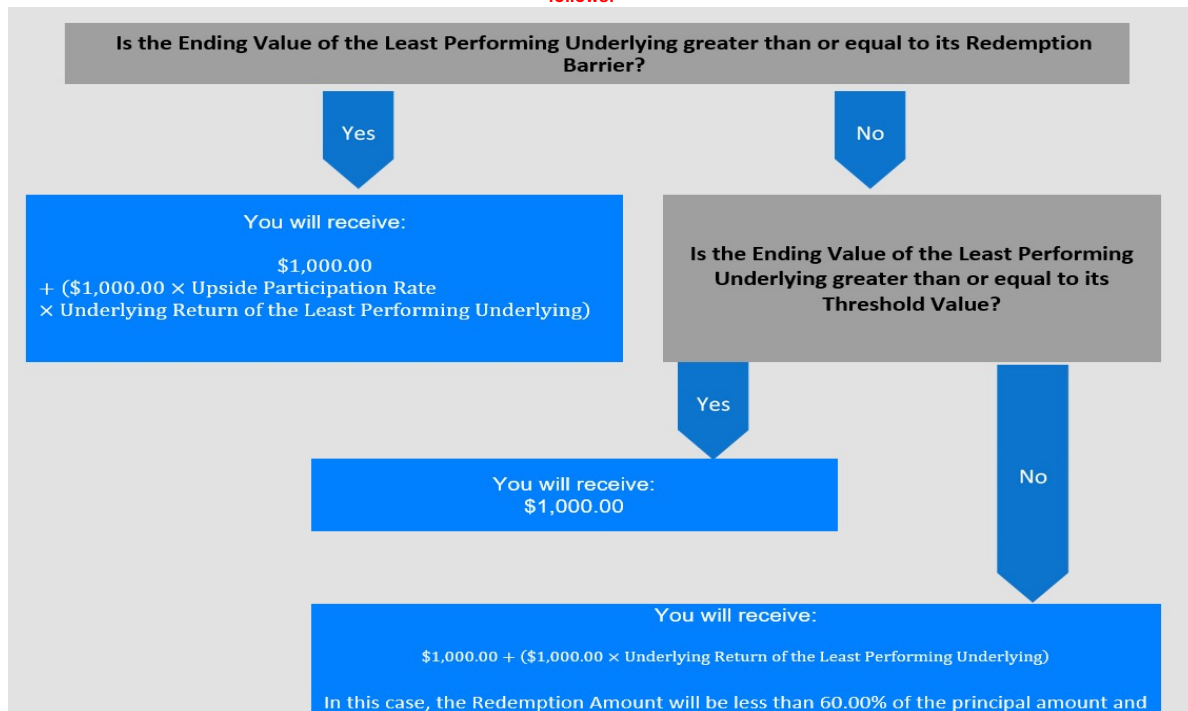 follows:
Is the Ending Value of the Least Performing Underlying greater than or equal to its Redemption
Barrier?
Yes
No
You will receive:
$1,000.00
+ ($1,000.00 × Upside Participation Rate
× Underlying Return of the Least Performing Underlying)
Is the Ending Value of the Least Performing
Underlying greater than or equal to its
Threshold Value?
Yes
No
You will receive:
$1,000.00
You will receive:
$1,000.00 + ($1,000.00 × Underlying Return of the Least Performing Underlying)
In this case, the Redemption Amount will be less than 60.00% of the principal amount and